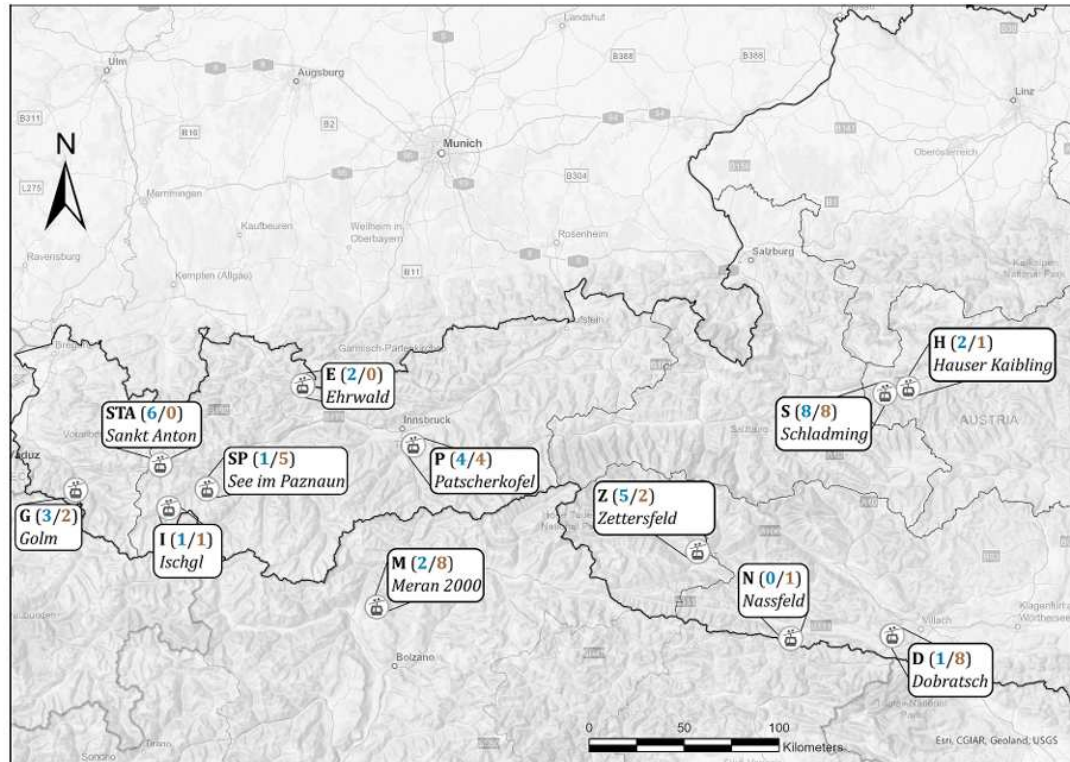 Landshut
Ulm
Augsburg
B388
B388
Linz
B311
B16
B2
Munich
Oberösterreich
L275
Memmingen
B304
N
Kaufbeuren
Weilheim in
Oberbayern
Rosenheim
Ravensburg
Salzburg
Kempten (Allgäu)
B11
National Park
Garmisch-Partenkirchen
H (2/1)
Hauser Kaibling
E (2/0)
Ehrwald
STA (6/0)
Sankt Anton
Innsbruck
S (8/8)
Schladming
AUSTRIA
SP (1/5)
See im Paznaun
P (4/4)
Patscherkofel
Z (5/2)
Zettersfeld
G (3/2)
Golm
I (1/1)
Ischgl
M (2/8)
Meran 2000
N (0/1)
Nassfeld
Villach
Bolzano
D (1/8)
Dobratsch
0 50 100
Kilometers
Esri, CGIAR, Geoland, USGS